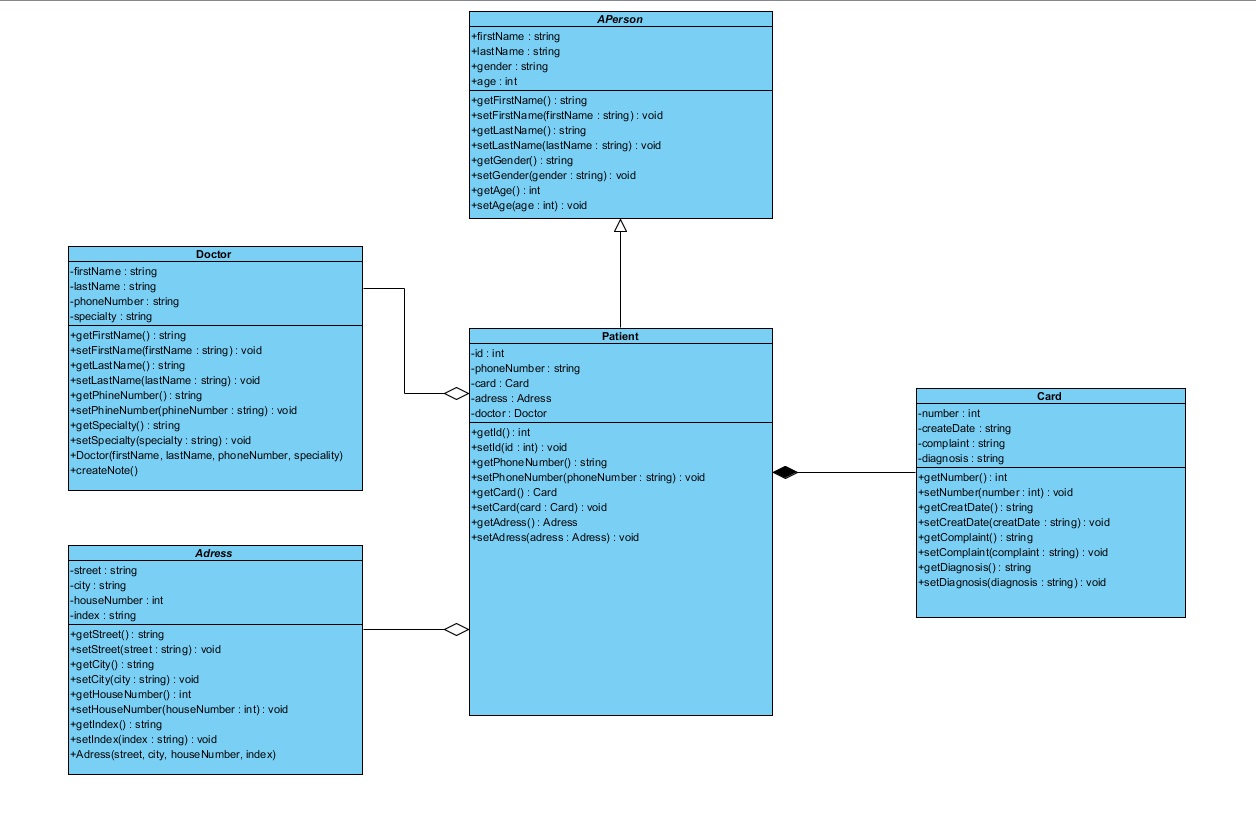 APerson
+firstName : string
+lastName : string
+gender : string
+age : int
+getFirstName() : string
+setFirstName(firstName : string) : void
+getLastName() : string
+setLastName(lastName : string) : void
+getGender() : string
+setGender(gender : string) : void
+getAge() : int
+setAge(age : int) : void
Doctor
-firstName : string
-lastName : string
-phoneNumber : string
-specialty : string
+getFirstName() : string
+setFirstName(firstName : string) : void
+getLastName() : string
+setLastName(lastName : string) : void
+getPhineNumber() : string
+setPhineNumber(phineNumber : string) : void
+getSpecialty() : string
+setSpecialty(specialty : string) : void
+Doctor(firstName, lastName, phoneNumber, speciality)
+createNote()
Patient
-id : int
-phoneNumber : string
-card : Card
-adress : Adress
-doctor : Doctor
+getId() : int
+setId(id : int) : void
+getPhoneNumber() : string
+setPhoneNumber(phoneNumber : string) : void
+getCard() : Card
+setCard(card : Card) : void
+getAdress() : Adress
+setAdress(adress : Adress) : void
Card
-number : int
-createDate : string
-complaint : string
-diagnosis : string
+getNumber() : int
+setNumber(number : int) : void
+getCreatDate() : string
+setCreatDate(creatDate : string) : void
+getComplaint() : string
+setComplaint(complaint : string) : void
+getDiagnosis() : string
+setDiagnosis(diagnosis : string) : void
Adress
-street : string
-city : string
-houseNumber : int
-index : string
+getStreet() : string
+setStreet(street : string) : void
+getCity() : string
+setCity(city : string) : void
+getHouseNumber() : int
+setHouseNumber(houseNumber : int) : void
+getIndex() : string
+setIndex(index : string) : void
+Adress(street, city, houseNumber, index)